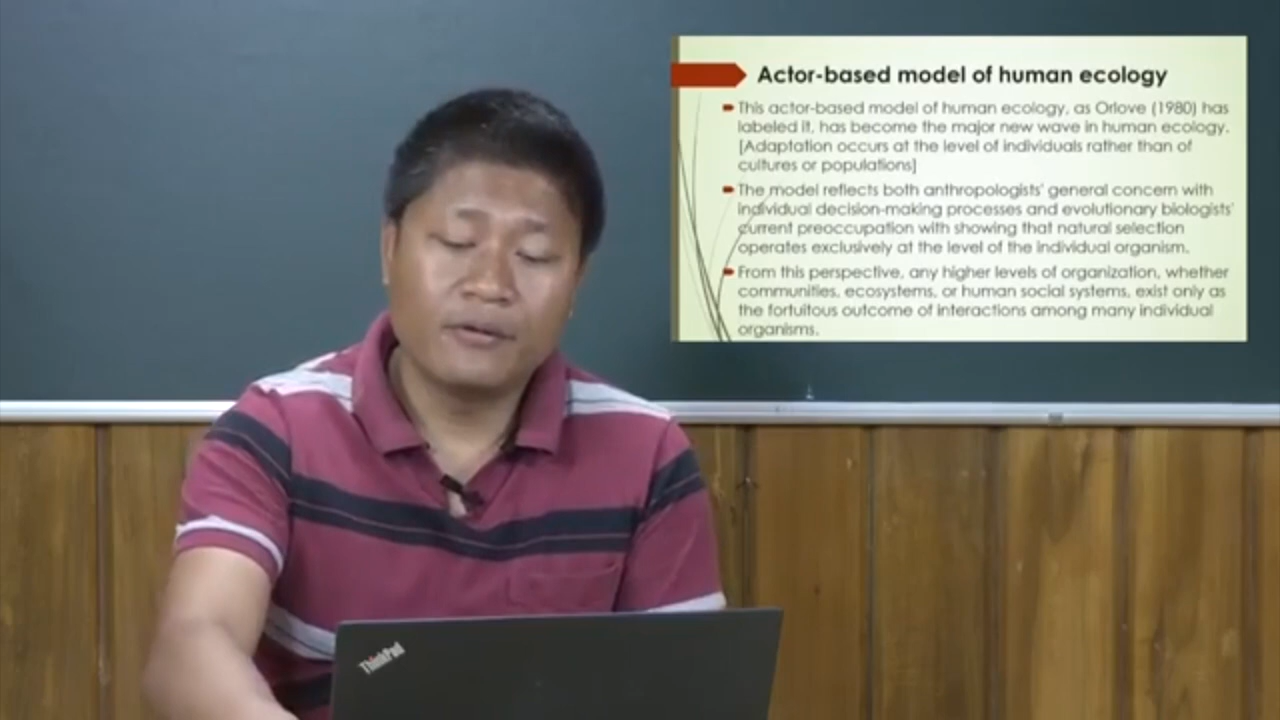 Actor-based model of human ecology
This actor-based model of human ecology, as Orlove (1980) has
labeled it, has become the major new wave in human ecology.
[Adaptation occurs at the level of individuals rather than of
cultures or populations]
The model reflects both anthropologists' general concern with
individual decision-making processes and evolutionary biologists'
current preoccupation with showing that natural selection
operates exclusively at the level of the individual organism.
From this perspective, any higher levels of organization, whether
communities, ecosystems, or human social systems, exist only as
the fortuitous outcome of interactions among many individual
organisms.
ThinkPad